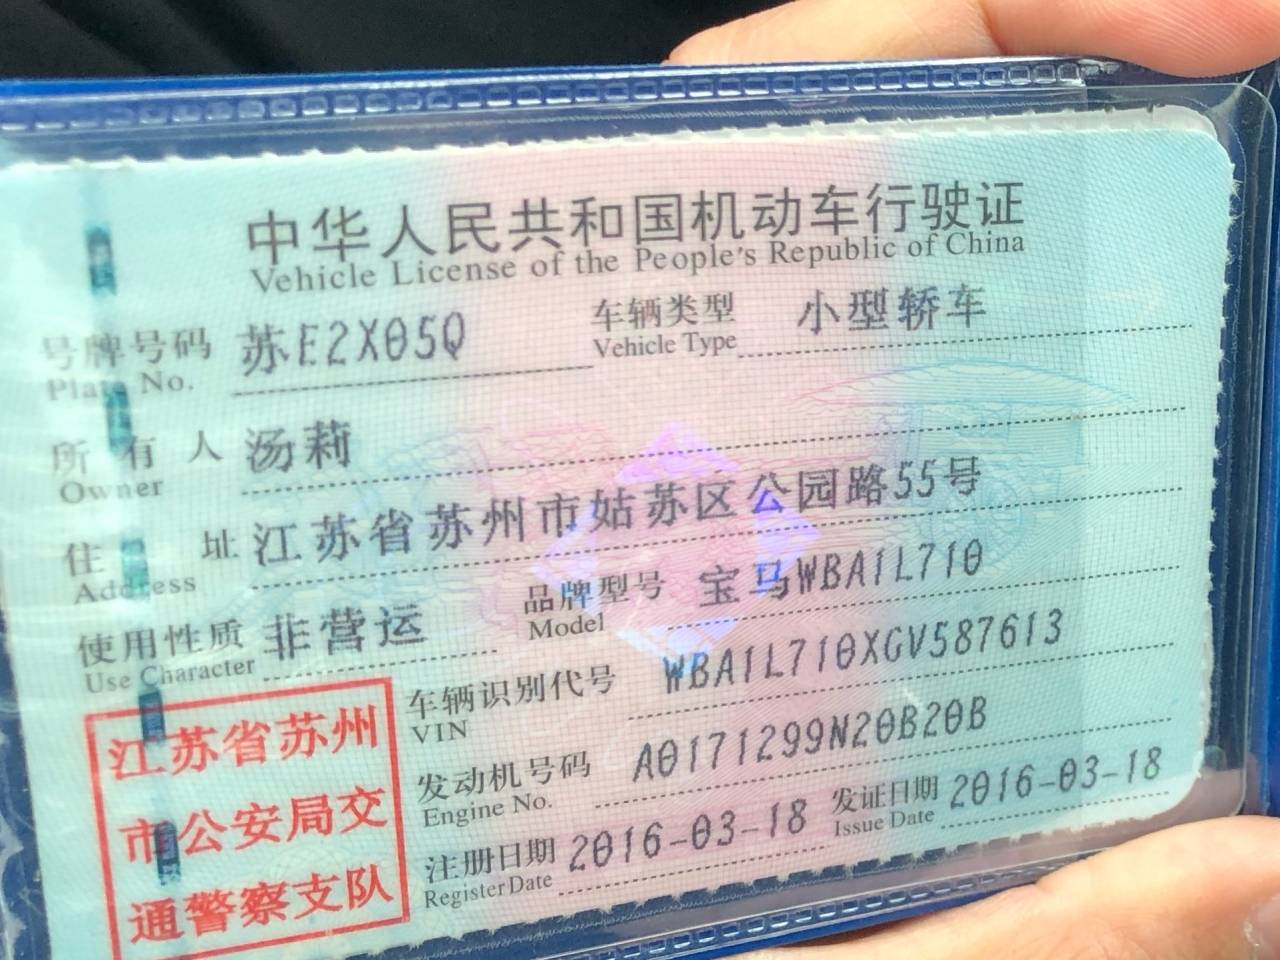 中华人民共和国机动车行驶证
Vehicle License of the People's Republic of China
号牌号码 苏E2X05Q 车辆类型 小型轿车
Plate No. Vehicle Type
所有人 汤莉
Owner
住址 江苏省苏州市姑苏区公园路55号
Address
使用性质 非营运 品牌型号 宝马WBA1L710
Use Character Model
车辆识别代号 WBA1L710XGV587613
VIN
发动机号码 A0171299N20B20B
Engine No.
注册日期 2016-03-18 发证日期 2016-03-18
Register Date Issue Date
江苏省苏州
市公安局交
通警察支队